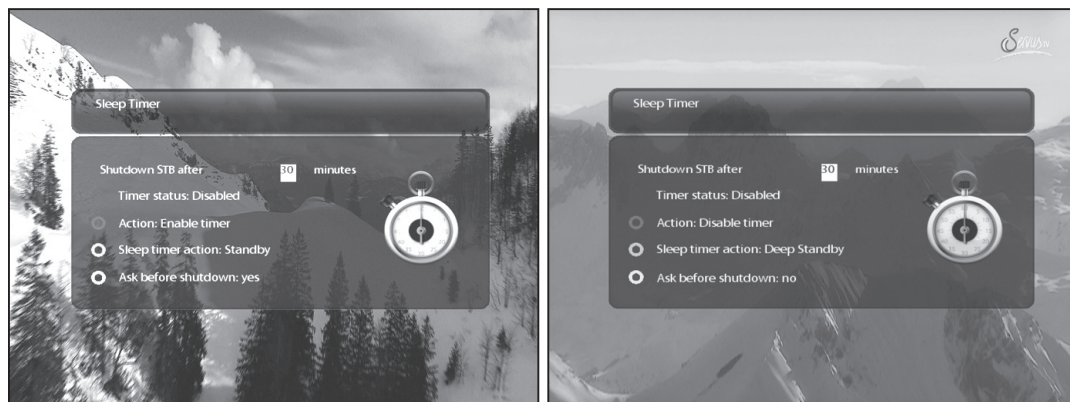 Sleep Timer
Shutdown STB after 30 minutes
Timer status: Disabled
Action: Enable timer
Sleep timer action: Standby
Ask before shutdown: yes
Servus TV
Sleep Timer
Shutdown STB after 30 minutes
Timer status: Disabled
Action: Disable timer
Sleep timer action: Deep Standby
Ask before shutdown: no